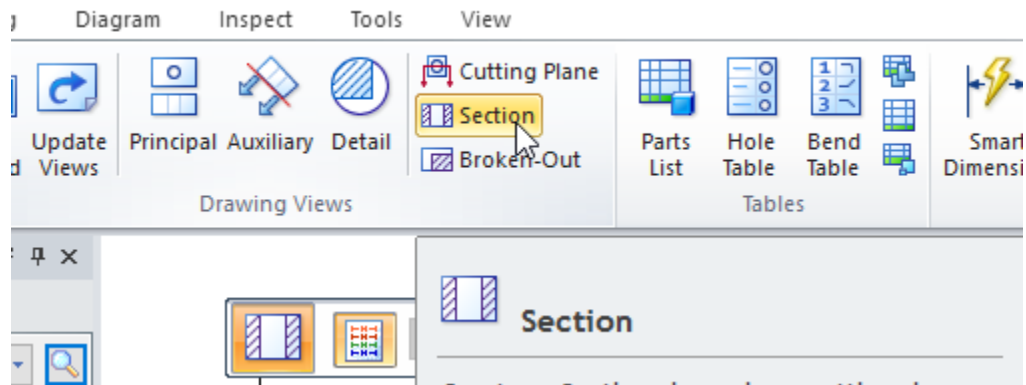 Diagram Inspect Tools View
Update Views
Principal
Auxiliary
Detail
Cutting Plane
Section
Broken-Out
Drawing Views
Parts List
Hole Table
Bend Table
Smart
Tables
Section